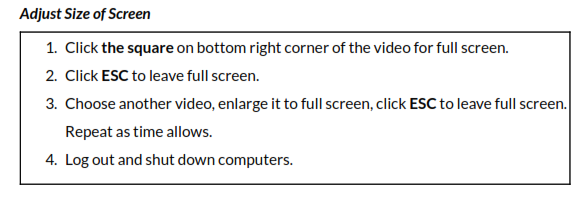 Adjust Size of Screen
1. Click the square on bottom right corner of the video for full screen.
2. Click ESC to leave full screen.
3. Choose another video, enlarge it to full screen, click ESC to leave full screen.
Repeat as time allows.
4. Log out and shut down computers.